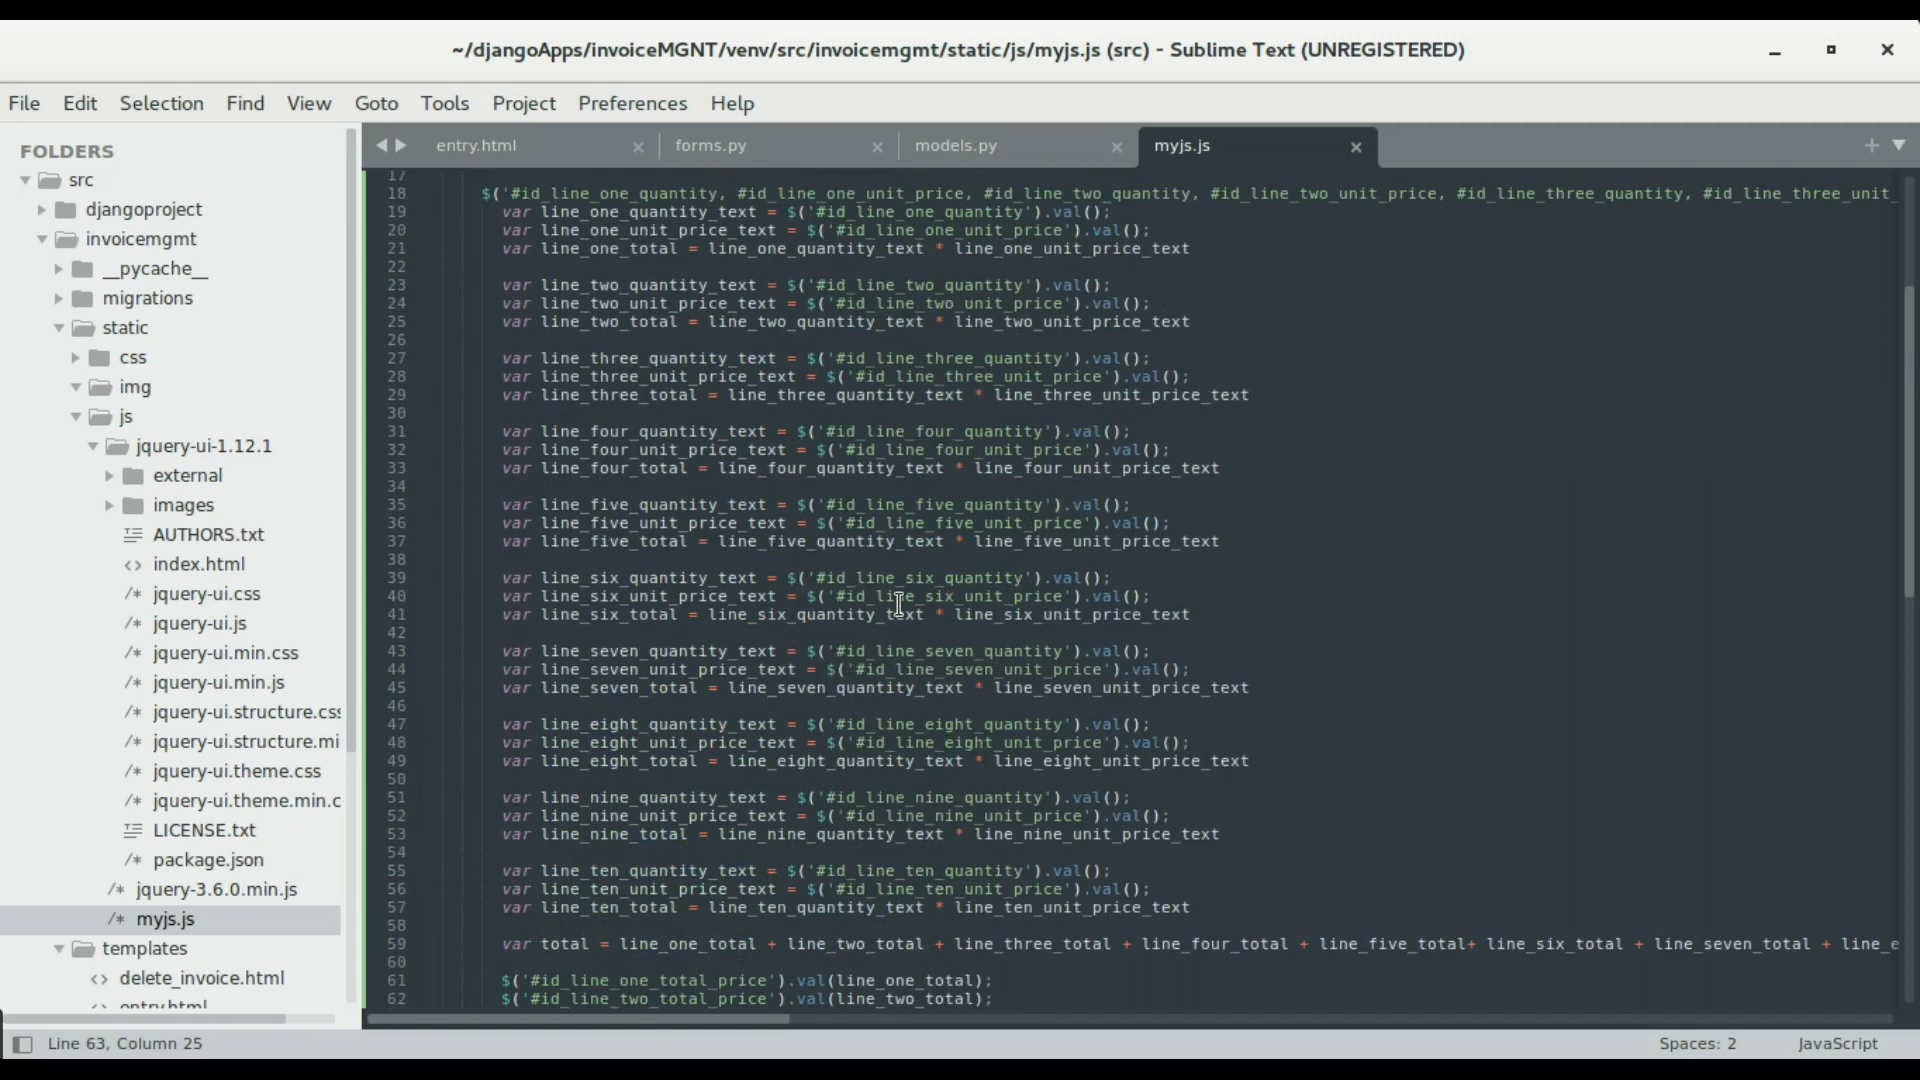 ~/djangoApps/invoiceMGNT/venv/src/invoicemgmt/static/js/myjs.js (src) - Sublime Text (UNREGISTERED)
File Edit Selection Find View Goto Tools Project Preferences Help
FOLDERS
src
djangoproject
invoicemgmt
__pycache__
migrations
static
css
img
js
jquery-ui-1.12.1
external
images
AUTHORS.txt
index.html
jquery-ui.css
jquery-ui.js
jquery-ui.min.css
jquery-ui.min.js
jquery-ui.structure.css
jquery-ui.structure.mi
jquery-ui.theme.css
jquery-ui.theme.min.c
LICENSE.txt
package.json
jquery-3.6.0.min.js
myjs.js
templates
delete_invoice.html
entry.html
entry.html forms.py models.py myjs.js
17
18 $('#id_line_one_quantity, #id_line_one_unit_price, #id_line_two_quantity, #id_line_two_unit_price, #id_line_three_quantity, #id_line_three_unit_
19 var line_one_quantity_text = $('#id_line_one_quantity').val();
20 var line_one_unit_price_text = $('#id_line_one_unit_price').val();
21 var line_one_total = line_one_quantity_text * line_one_unit_price_text
22
23 var line_two_quantity_text = $('#id_line_two_quantity').val();
24 var line_two_unit_price_text = $('#id_line_two_unit_price').val();
25 var line_two_total = line_two_quantity_text * line_two_unit_price_text
26
27 var line_three_quantity_text = $('#id_line_three_quantity').val();
28 var line_three_unit_price_text = $('#id_line_three_unit_price').val();
29 var line_three_total = line_three_quantity_text * line_three_unit_price_text
30
31 var line_four_quantity_text = $('#id_line_four_quantity').val();
32 var line_four_unit_price_text = $('#id_line_four_unit_price').val();
33 var line_four_total = line_four_quantity_text * line_four_unit_price_text
34
35 var line_five_quantity_text = $('#id_line_five_quantity').val();
36 var line_five_unit_price_text = $('#id_line_five_unit_price').val();
37 var line_five_total = line_five_quantity_text * line_five_unit_price_text
38
39 var line_six_quantity_text = $('#id_line_six_quantity').val();
40 var line_six_unit_price_text = $('#id_line_six_unit_price').val();
41 var line_six_total = line_six_quantity_text * line_six_unit_price_text
42
43 var line_seven_quantity_text = $('#id_line_seven_quantity').val();
44 var line_seven_unit_price_text = $('#id_line_seven_unit_price').val();
45 var line_seven_total = line_seven_quantity_text * line_seven_unit_price_text
46
47 var line_eight_quantity_text = $('#id_line_eight_quantity').val();
48 var line_eight_unit_price_text = $('#id_line_eight_unit_price').val();
49 var line_eight_total = line_eight_quantity_text * line_eight_unit_price_text
50
51 var line_nine_quantity_text = $('#id_line_nine_quantity').val();
52 var line_nine_unit_price_text = $('#id_line_nine_unit_price').val();
53 var line_nine_total = line_nine_quantity_text * line_nine_unit_price_text
54
55 var line_ten_quantity_text = $('#id_line_ten_quantity').val();
56 var line_ten_unit_price_text = $('#id_line_ten_unit_price').val();
57 var line_ten_total = line_ten_quantity_text * line_ten_unit_price_text
58
59 var total = line_one_total + line_two_total + line_three_total + line_four_total + line_five_total+ line_six_total + line_seven_total + line_e
60
61 $('#id_line_one_total_price').val(line_one_total);
62 $('#id_line_two_total_price').val(line_two_total);
Line 63, Column 25 Spaces: 2 JavaScript